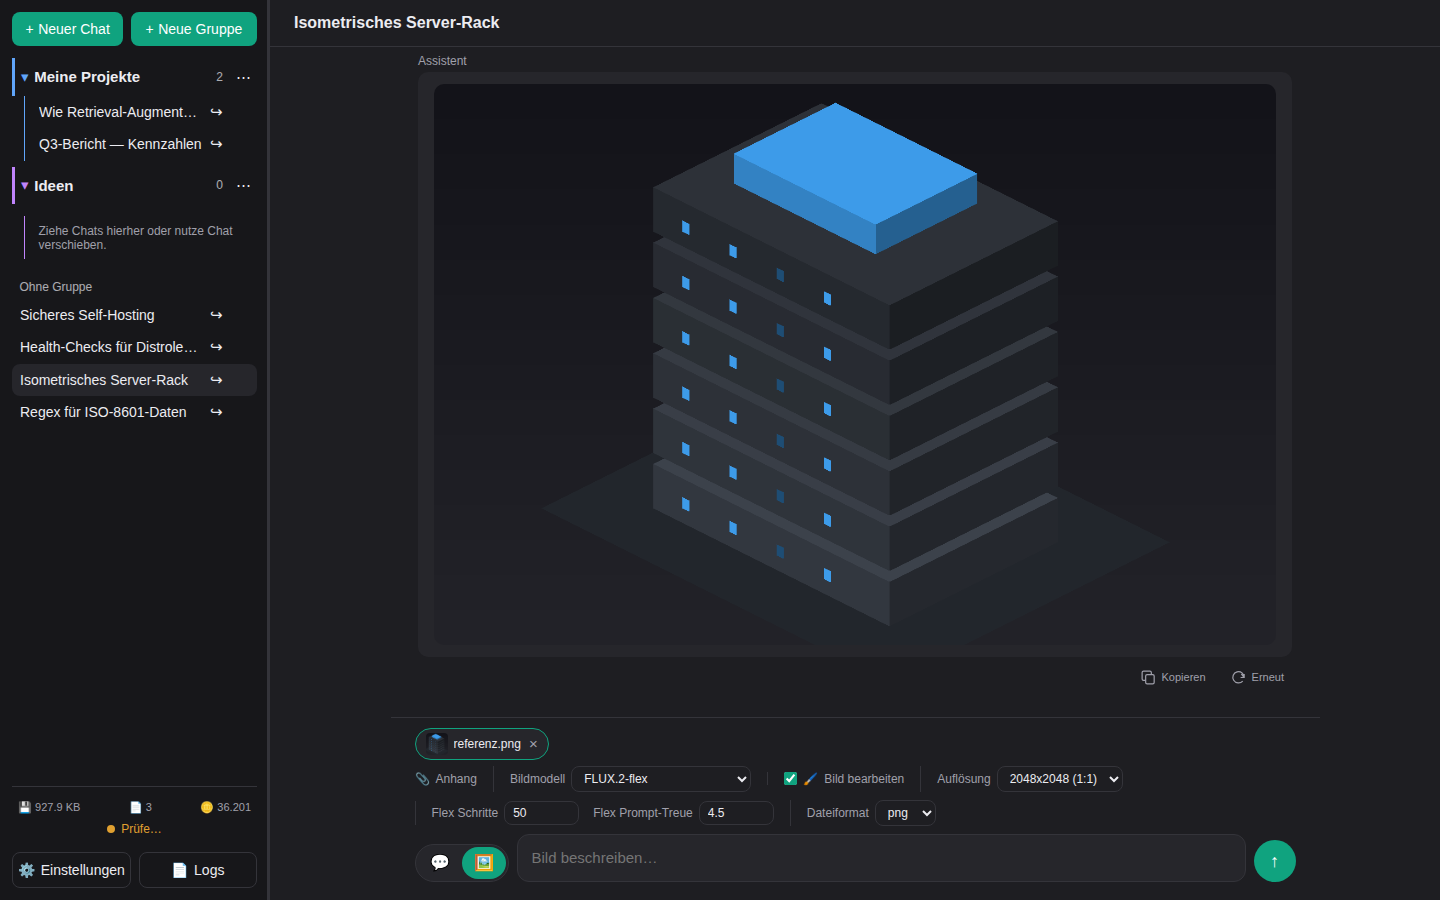 + Neuer Chat
+ Neue Gruppe
Meine Projekte 2 ...
Wie Retrieval-Augment…
Q3-Bericht — Kennzahlen
Ideen 0 ...
Ziehe Chats hierher oder nutze Chat
verschieben.
Ohne Gruppe
Sicheres Self-Hosting
Health-Checks für Distrole…
Isometrisches Server-Rack
Regex für ISO-8601-Daten
927.9 KB 3 36.201
Prüfe…
Einstellungen
Logs
Isometrisches Server-Rack
Assistent
Kopieren
Erneut
referenz.png ×
Anhang Bildmodell FLUX.2-flex Bild bearbeiten Auflösung 2048x2048 (1:1)
Flex Schritte 50 Flex Prompt-Treue 4.5 Dateiformat png
Bild beschreiben…